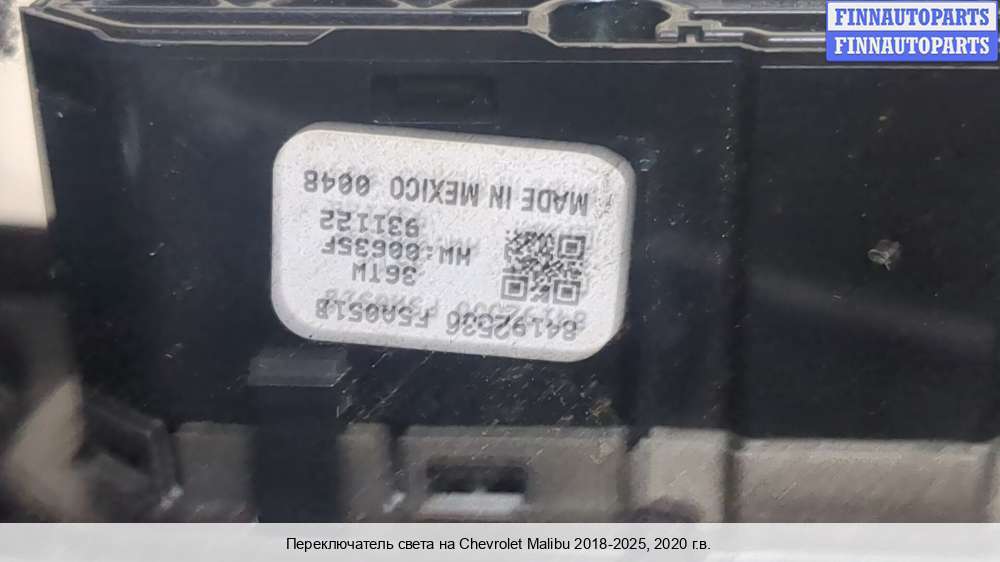 FINNAUTOPARTS
FINNAUTOPARTS
84192536 F5A051B
36TW
HW:00635F
931122
MADE IN MEXICO 0048
Переключатель света на Chevrolet Malibu 2018-2025, 2020 г.в.